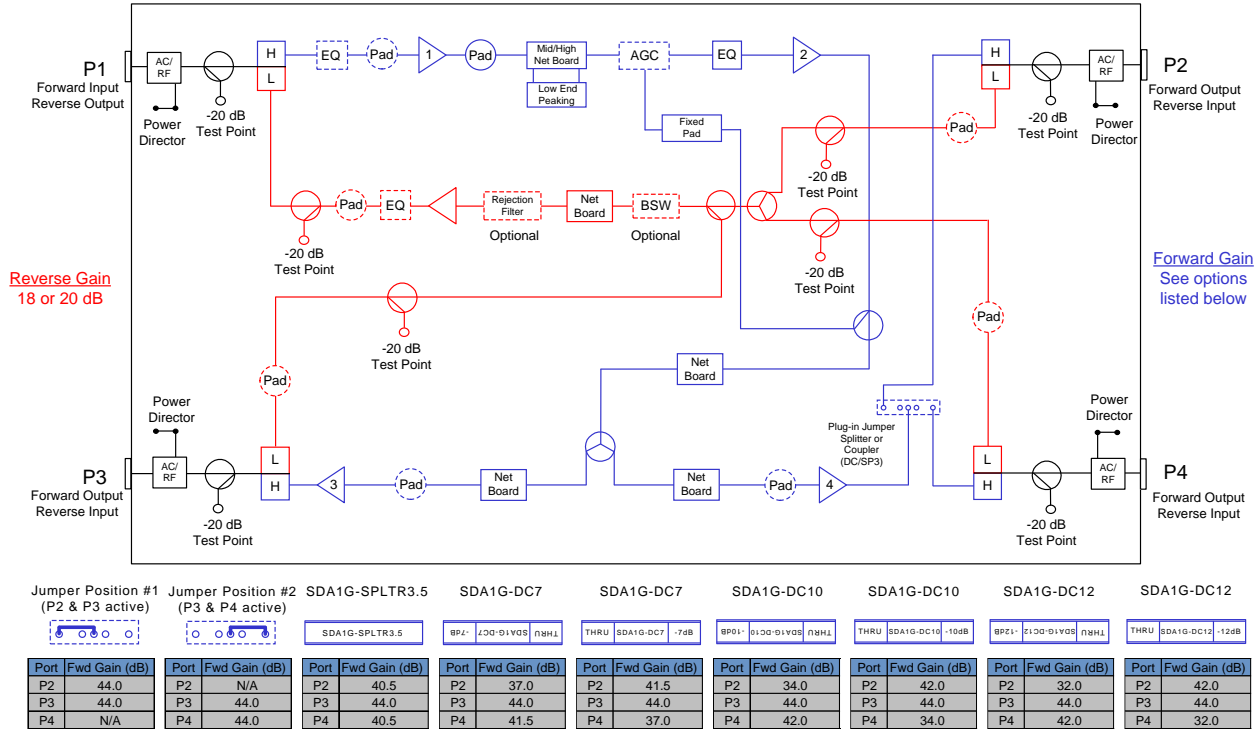 P1
Forward Input
Reverse Output
AC/
RF
Power
Director
-20 dB
Test Point
H
L
EQ
Pad
1
Pad
Mid/High
Net Board
Low End
Peaking
AGC
Fixed
Pad
EQ
2
H
L
-20 dB
Test Point
AC/
RF
Power
Director
P2
Forward Output
Reverse Input
Pad
-20 dB
Test Point
-20 dB
Test Point
Pad
EQ
Rejection
Filter
Optional
Net
Board
BSW
Optional
-20 dB
Test Point
-20 dB
Test Point
Reverse Gain
18 or 20 dB
Forward Gain
See options
listed below
Pad
Pad
Net
Board
Power
Director
P3
Forward Output
Reverse Input
AC/
RF
-20 dB
Test Point
L
H
3
Pad
Net
Board
Net
Board
Pad
4
Plug-in Jumper
Splitter or
Coupler
(DC/SP3)
L
H
-20 dB
Test Point
Power
Director
AC/
RF
P4
Forward Output
Reverse Input
Jumper Position #1
(P2 & P3 active)
Jumper Position #2
(P3 & P4 active)
SDA1G-SPLTR3.5
SDA1G-DC7
SDA1G-DC7
SDA1G-DC10
SDA1G-DC10
SDA1G-DC12
SDA1G-DC12
SDA1G-SPLTR3.5
THRU SDA1G-DC7 -7dB
THRU SDA1G-DC7 -7dB
THRU SDA1G-DC10 -10dB
THRU SDA1G-DC10 -10dB
THRU SDA1G-DC12 -12dB
THRU SDA1G-DC12 -12dB
Port Fwd Gain (dB)
P2 44.0
P3 44.0
P4 N/A
Port Fwd Gain (dB)
P2 N/A
P3 44.0
P4 44.0
Port Fwd Gain (dB)
P2 40.5
P3 44.0
P4 40.5
Port Fwd Gain (dB)
P2 37.0
P3 44.0
P4 41.5
Port Fwd Gain (dB)
P2 41.5
P3 44.0
P4 37.0
Port Fwd Gain (dB)
P2 34.0
P3 44.0
P4 42.0
Port Fwd Gain (dB)
P2 42.0
P3 44.0
P4 34.0
Port Fwd Gain (dB)
P2 32.0
P3 44.0
P4 42.0
Port Fwd Gain (dB)
P2 42.0
P3 44.0
P4 32.0